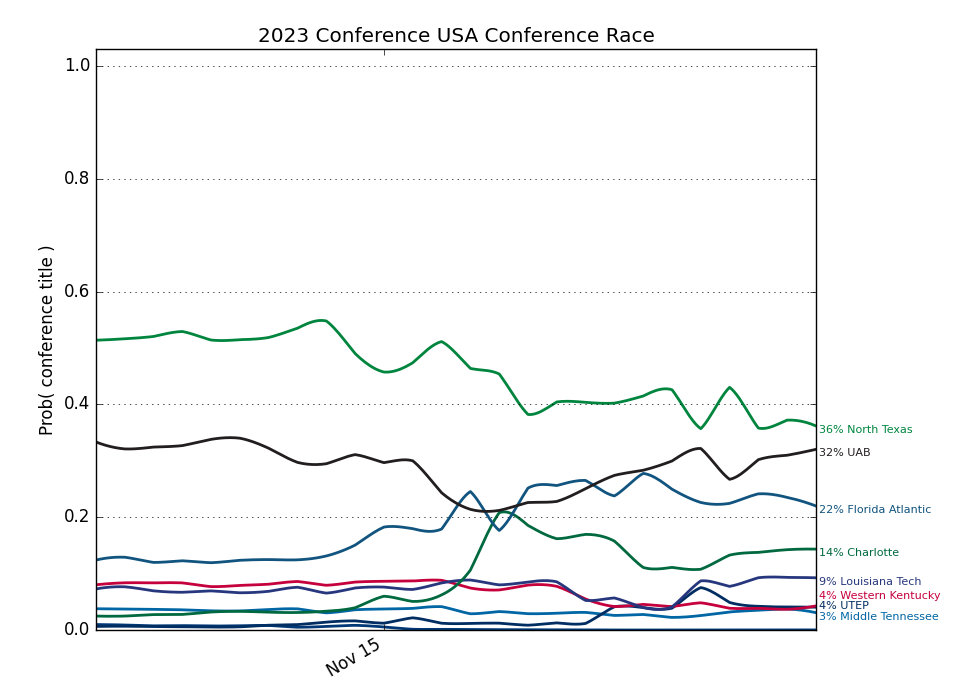 2023 Conference USA Conference Race
Prob( conference title )
1.0
0.8
0.6
0.4
0.2
0.0
Nov 15
36% North Texas
32% UAB
22% Florida Atlantic
14% Charlotte
9% Louisiana Tech
4% Western Kentucky
4% UTEP
3% Middle Tennessee